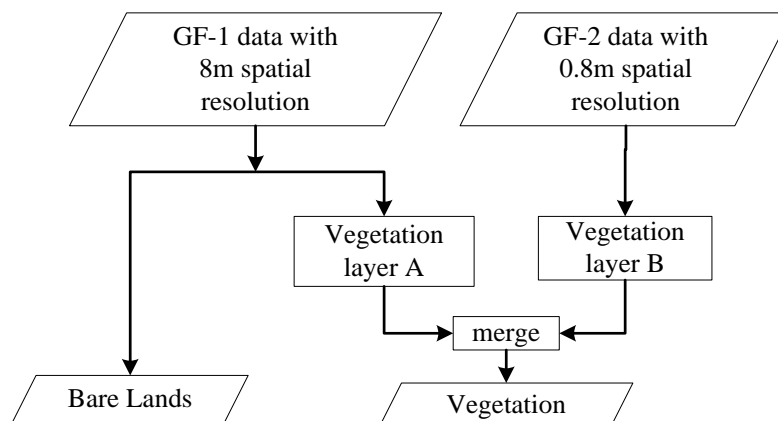 GF-1 data with
8m spatial
resolution
GF-2 data with
0.8m spatial
resolution
Vegetation
layer A
Vegetation
layer B
merge
Bare Lands
Vegetation